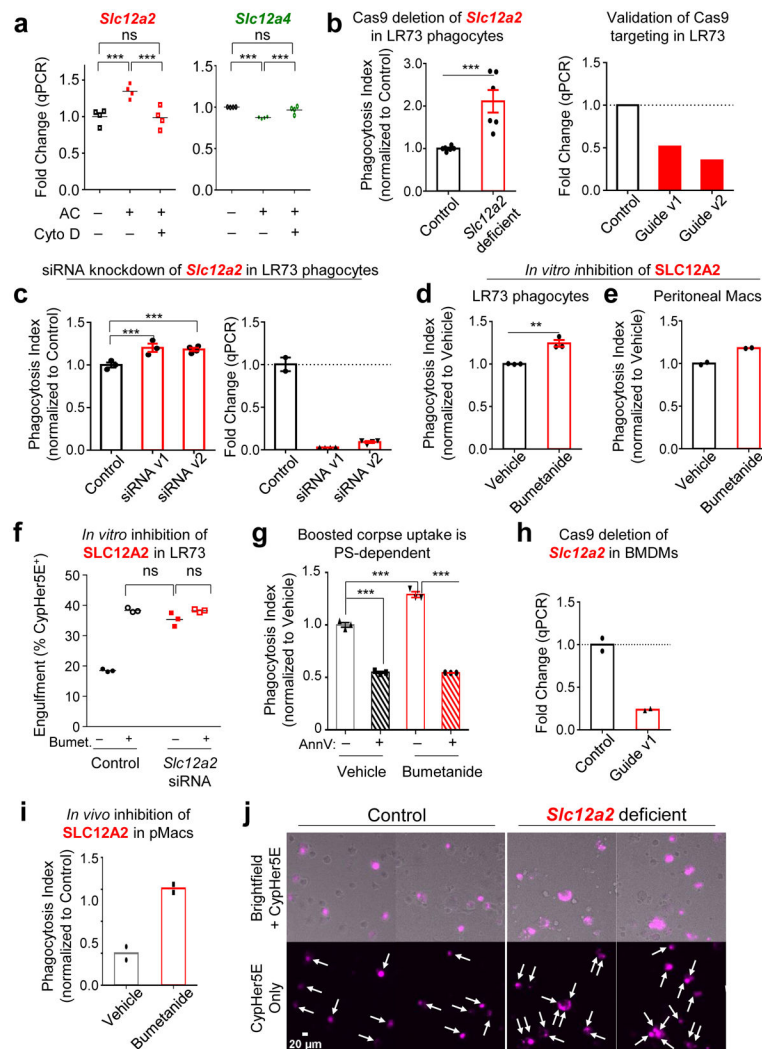 a
Slc12a2
Slc12a4
ns
ns
***
***
***
***
Fold Change (qPCR)
2.0
1.5
1.0
0.5
0
2.0
1.5
1.0
0.5
0
AC
– + +
– + +
Cyto D
– – +
– – +
b
Cas9 deletion of Slc12a2
in LR73 phagocytes
Phagocytosis Index
(normalized to Control)
3.0
2.0
1.0
0
***
Control
Slc12a2
deficient
Validation of Cas9
targeting in LR73
Fold Change (qPCR)
1.5
1.0
0.5
0
Control
Guide v1
Guide v2
siRNA knockdown of Slc12a2 in LR73 phagocytes
c
Phagocytosis Index
(normalized to Control)
1.5
1.0
0.5
0
***
***
Control
siRNA v1
siRNA v2
Fold Change (qPCR)
1.5
1.0
0.5
0
Control
siRNA v1
siRNA v2
In vitro inhibition of SLC12A2
d
LR73 phagocytes
Phagocytosis Index
(normalized to Vehicle)
1.5
1.0
0.5
0
**
Vehicle
Bumetanide
e
Peritoneal Macs
Phagocytosis Index
(normalized to Vehicle)
1.5
1.0
0.5
0
Vehicle
Bumetanide
f
In vitro inhibition of
SLC12A2 in LR73
Engulfment (% CypHer5E+)
50
40
30
20
10
0
ns
ns
Bumet. – + – +
Control
Slc12a2
siRNA
g
Boosted corpse uptake is
PS-dependent
Phagocytosis Index
(normalized to Vehicle)
1.5
1.0
0.5
0
***
***
***
AnnV: – + – +
Vehicle
Bumetanide
h
Cas9 deletion of
Slc12a2 in BMDMs
Fold Change (qPCR)
1.5
1.0
0.5
0
Control
Guide v1
i
In vivo inhibition of
SLC12A2 in pMacs
Phagocytosis Index
(normalized to Control)
1.5
1.0
0.5
0
Vehicle
Bumetanide
j
Control
Slc12a2 deficient
Brightfield
+ CypHer5E
CypHer5E
Only
20 µm